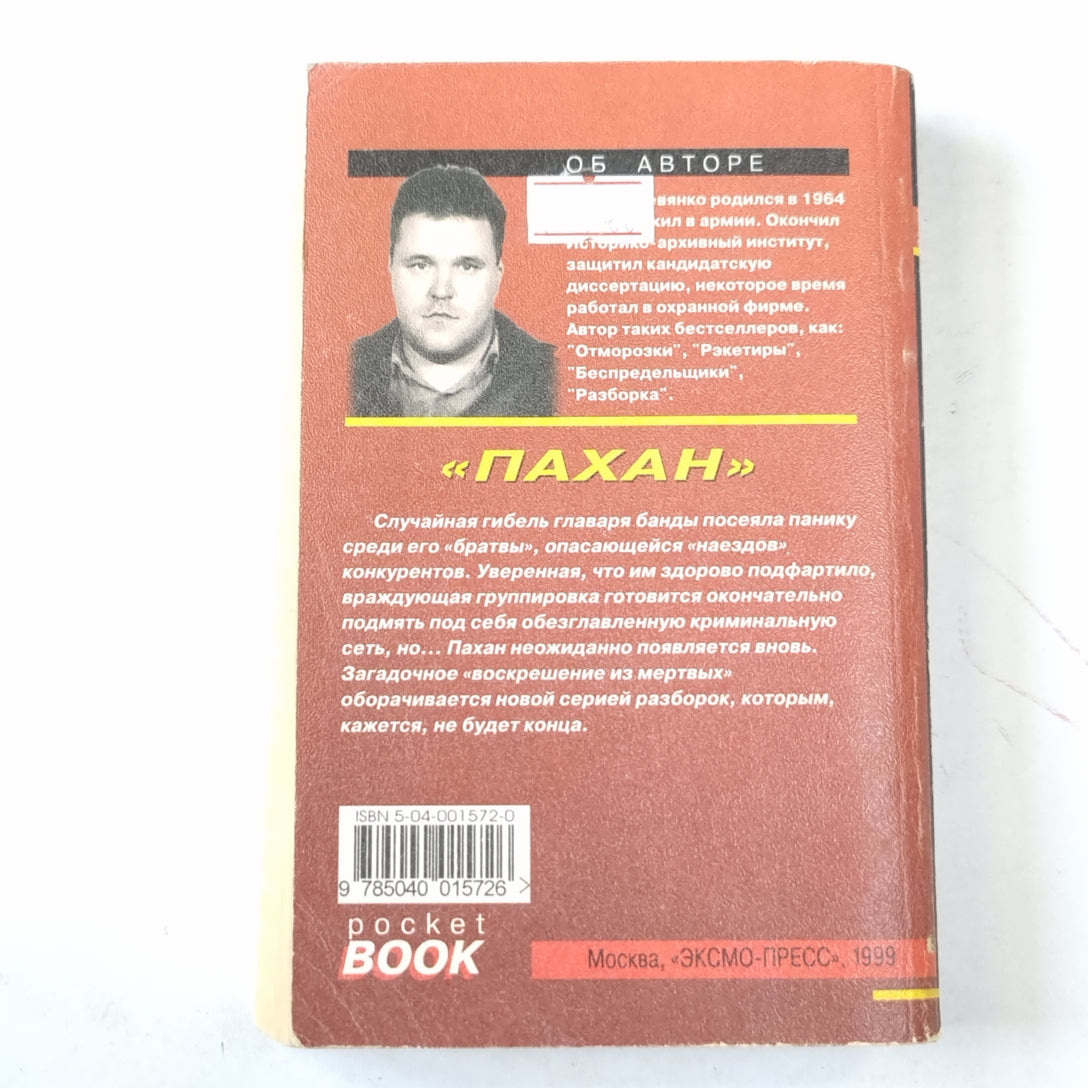 ОБ АВТОРЕ
родился в 1964
в армии. Окончил
Историко-архивный институт,
защитил кандидатскую
диссертацию, некоторое время
работал в охранной фирме.
Автор таких бестселлеров, как:
"Отморозки", "Рэкетиры",
"Беспредельщики",
"Разборка".
«ПАХАН»
Случайная гибель главаря банды посеяла панику
среди его «братвы», опасающейся «наездов»
конкурентов. Уверенная, что им здорово подфартило,
враждующая группировка готовится окончательно
подмять под себя обезглавленную криминальную
сеть, но... Пахан неожиданно появляется вновь.
Загадочное «воскрешение из мертвых»
оборачивается новой серией разборок, которым,
кажется, не будет конца.
ISBN 5-04-001572-0
9 785040 015726 >
pocket
BOOK
Москва, «ЭКСМО-ПРЕСС», 1999